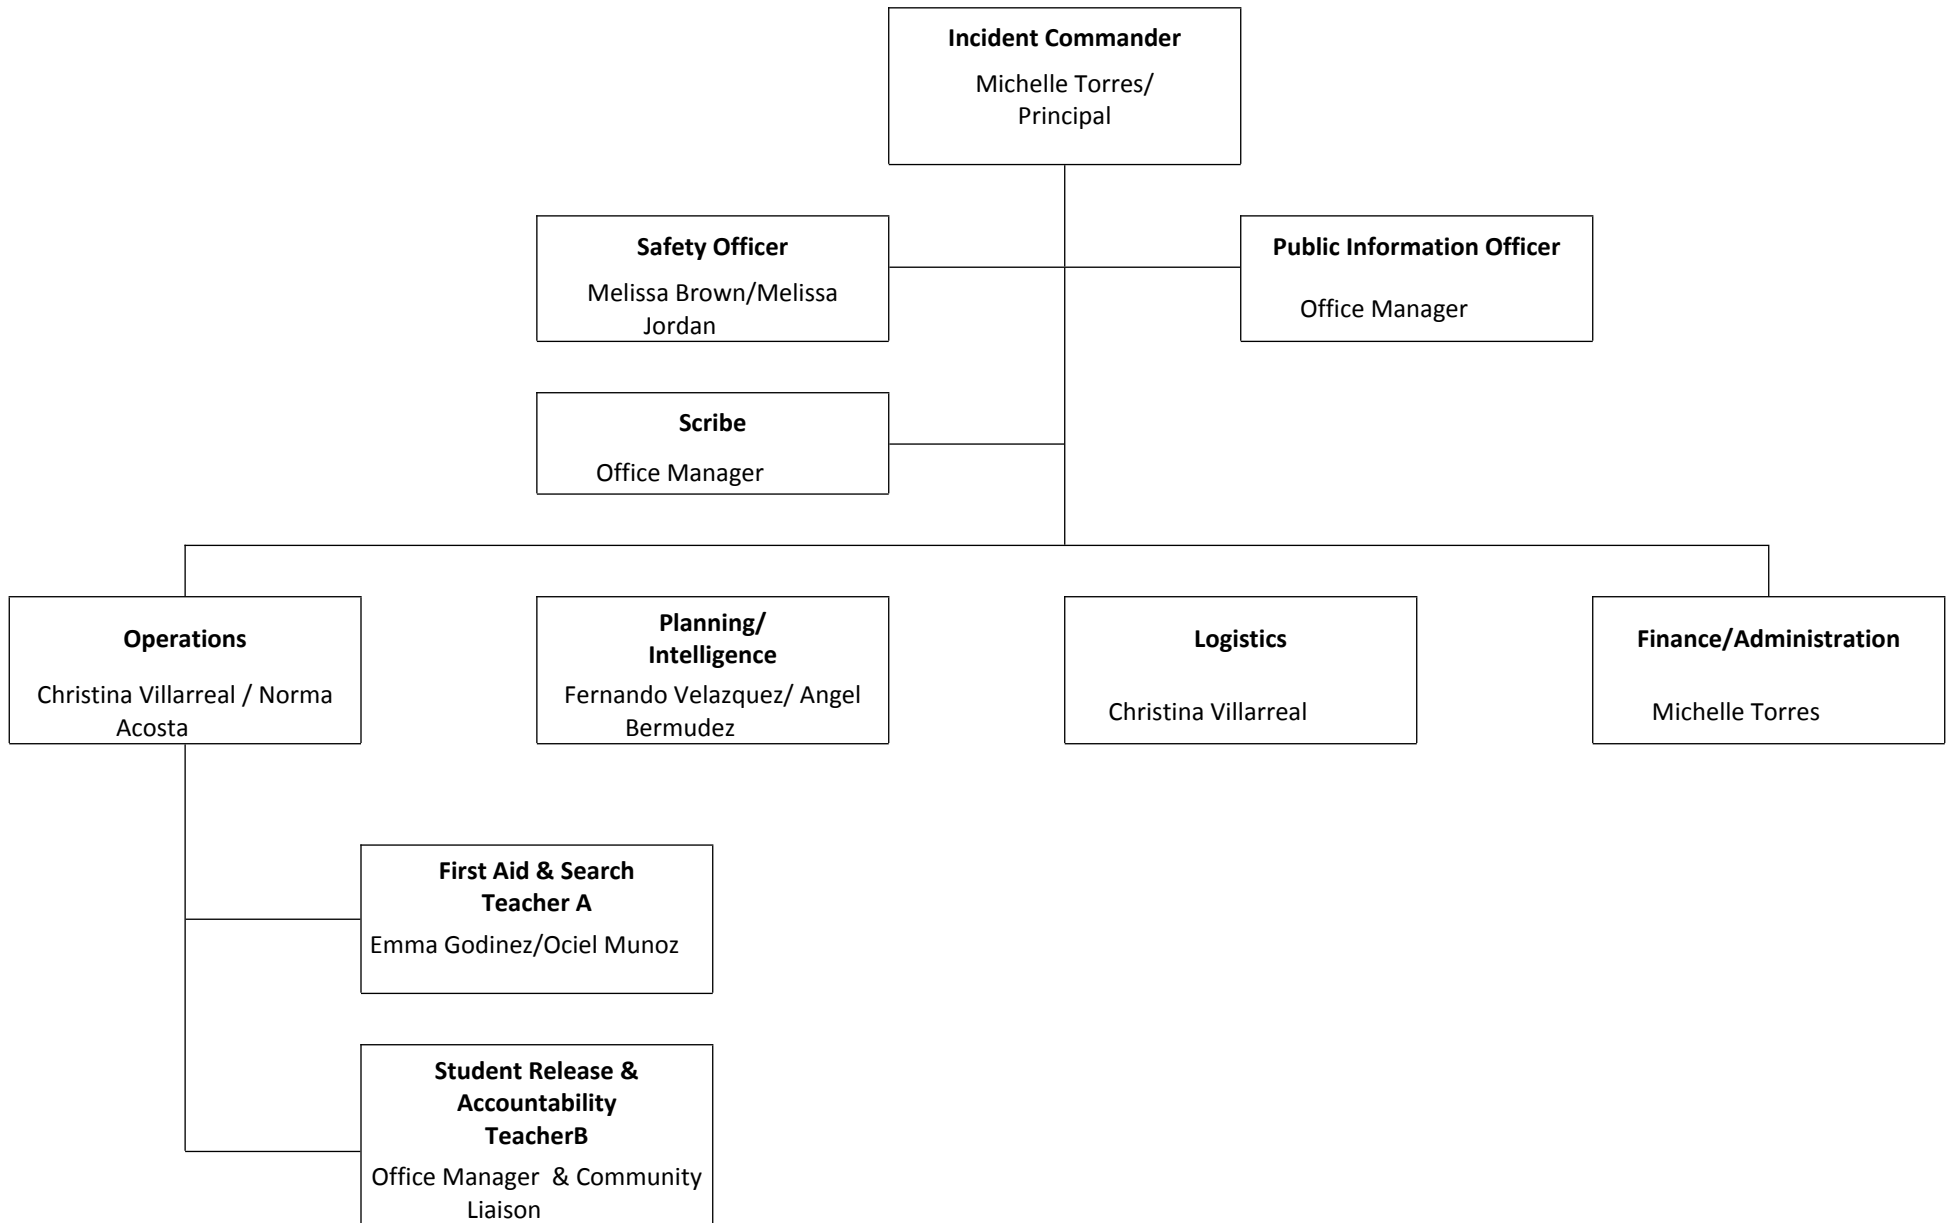 Incident Commander
Michelle Torres/
Principal
Safety Officer
Melissa Brown/Melissa
Jordan
Public Information Officer
Office Manager
Scribe
Office Manager
Operations
Christina Villarreal / Norma
Acosta
Planning/
Intelligence
Fernando Velazquez/ Angel
Bermudez
Logistics
Christina Villarreal
Finance/Administration
Michelle Torres
First Aid & Search
Teacher A
Emma Godinez/Ociel Munoz
Student Release &
Accountability
TeacherB
Office Manager  & Community
Liaison